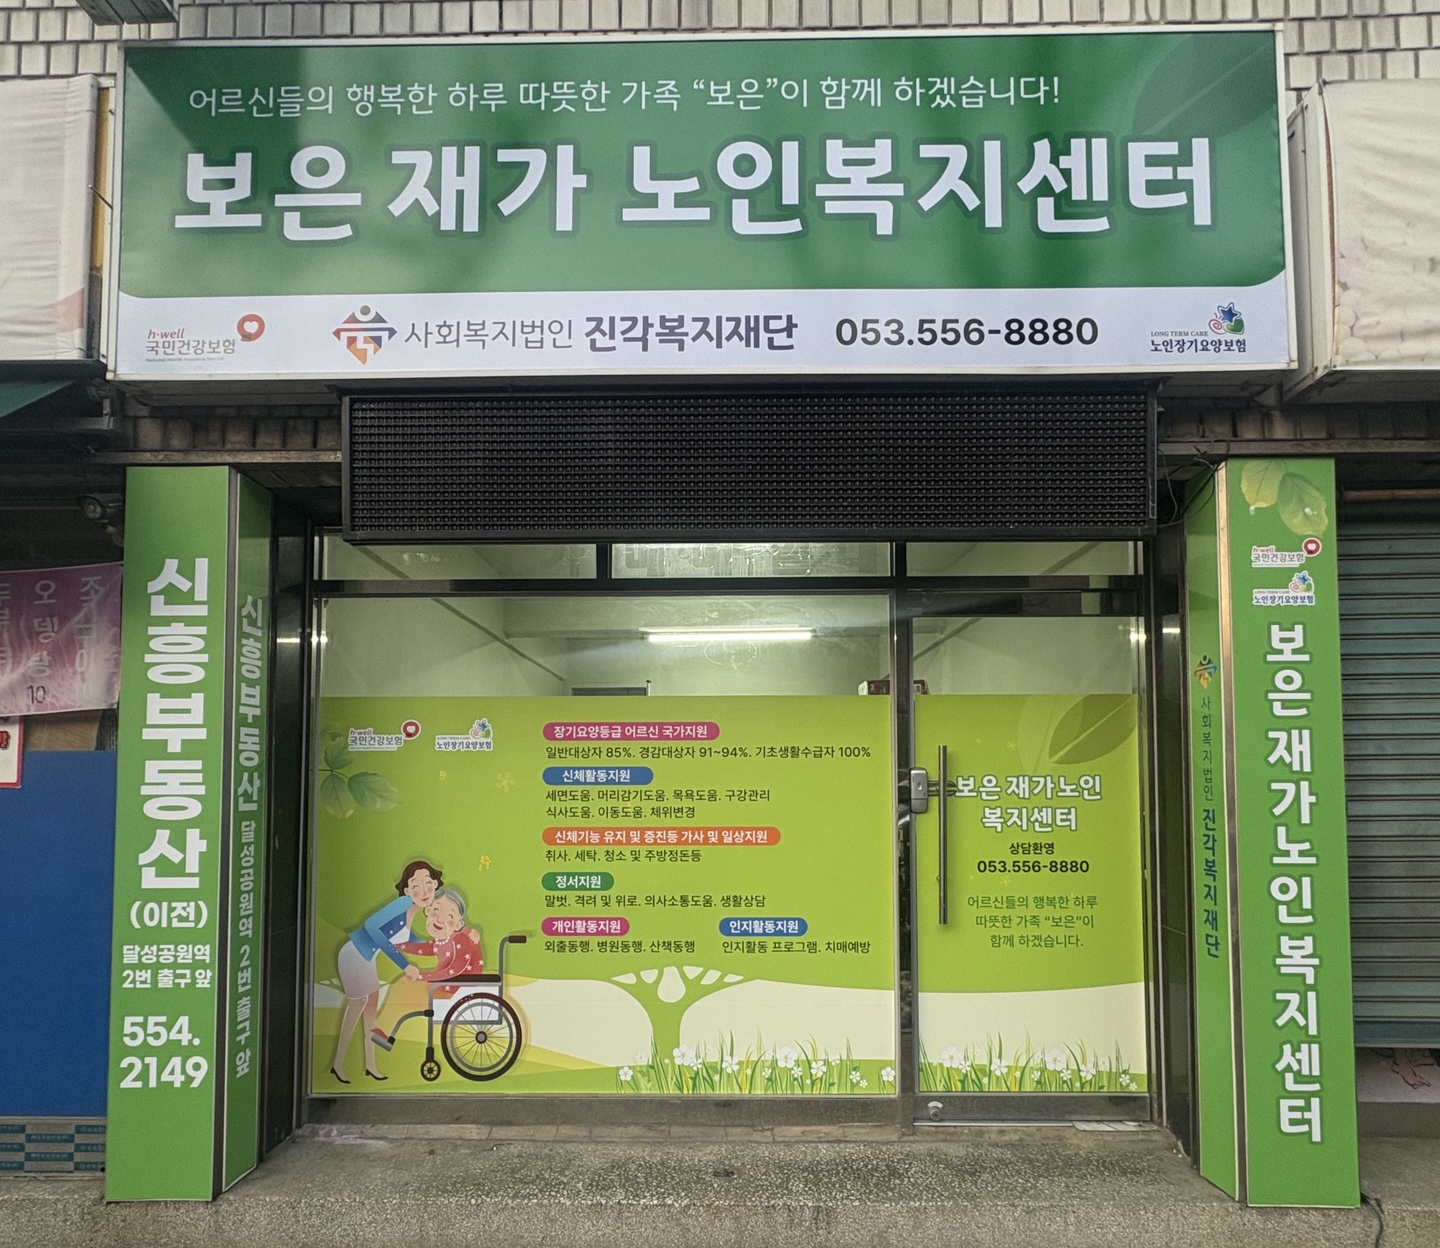 어르신들의 행복한 하루 따뜻한 가족 “보은”이 함께 하겠습니다!
보은 재가 노인복지센터
h·well
국민건강보험
사회복지법인 진각복지재단
053.556-8880
LONG TERM CARE
노인장기요양보험
신흥부동산
(이전)
달성공원역
2번 출구 앞
554.
2149
신흥부동산 달성공원역 2번 출구 앞
오뎅탕
10
h·well
국민건강보험
LONG TERM CARE
노인장기요양보험
장기요양등급 어르신 국가지원
일반대상자 85%. 경감대상자 91~94%. 기초생활수급자 100%
신체활동지원
세면도움. 머리감기도움. 목욕도움. 구강관리
식사도움. 이동도움. 체위변경
신체기능 유지 및 증진등 가사 및 일상지원
취사. 세탁. 청소 및 주방정돈등
정서지원
말벗. 격려 및 위로. 의사소통도움. 생활상담
개인활동지원
외출동행. 병원동행. 산책동행
인지활동지원
인지활동 프로그램. 치매예방
보은 재가노인
복지센터
상담환영
053.556-8880
어르신들의 행복한 하루
따뜻한 가족 “보은”이
함께 하겠습니다.
사회복지법인 진각복지재단
h·well
국민건강보험
LONG TERM CARE
노인장기요양보험
보은재가노인복지센터